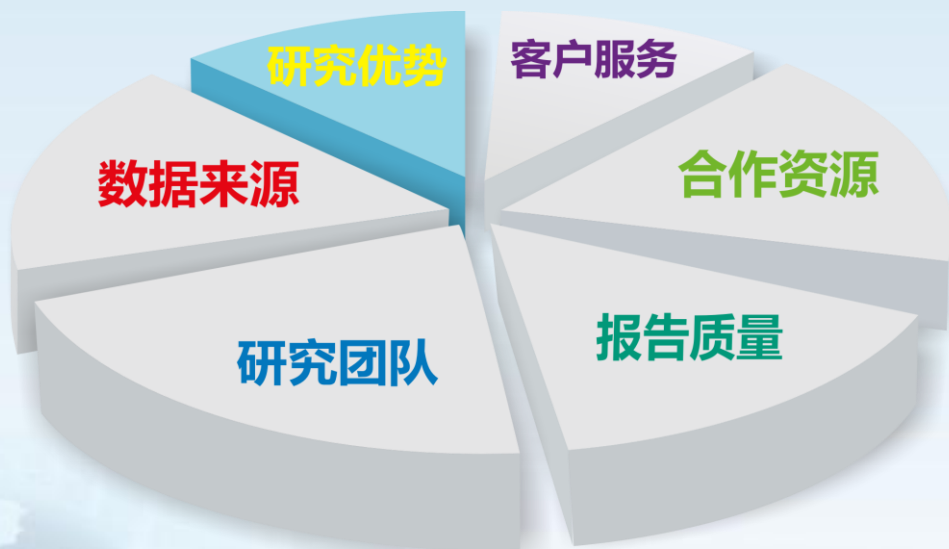 研究优势
客户服务
数据来源
合作资源
研究团队
报告质量